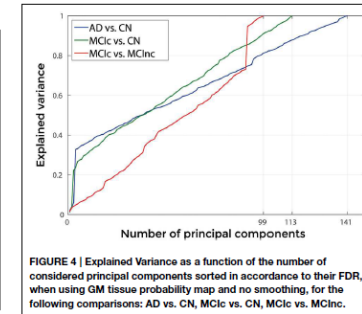 1
0.8
0.6
0.4
0.2
0
Explained variance
AD vs. CN
MCIc vs. CN
MCIc vs. MCInc
0 99 113 141
Number of principal components
FIGURE 4 | Explained Variance as a function of the number of
considered principal components sorted in accordance to their FDR,
when using GM tissue probability map and no smoothing, for the
following comparisons: AD vs. CN, MCIc vs. CN, MCIc vs. MCInc.